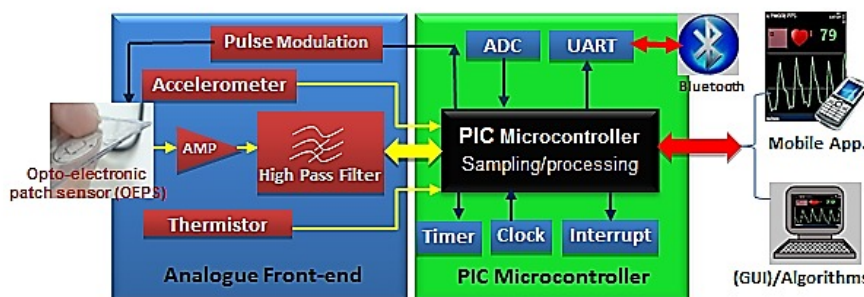 Pulse Modulation
Accelerometer
AMP
High Pass Filter
Opto-electronic
patch sensor (OEPS)
Thermistor
Analogue Front-end
ADC
UART
Bluetooth
PIC Microcontroller
Sampling/processing
Timer
Clock
Interrupt
PIC Microcontroller
79
Mobile App.
(GUI)/Algorithms